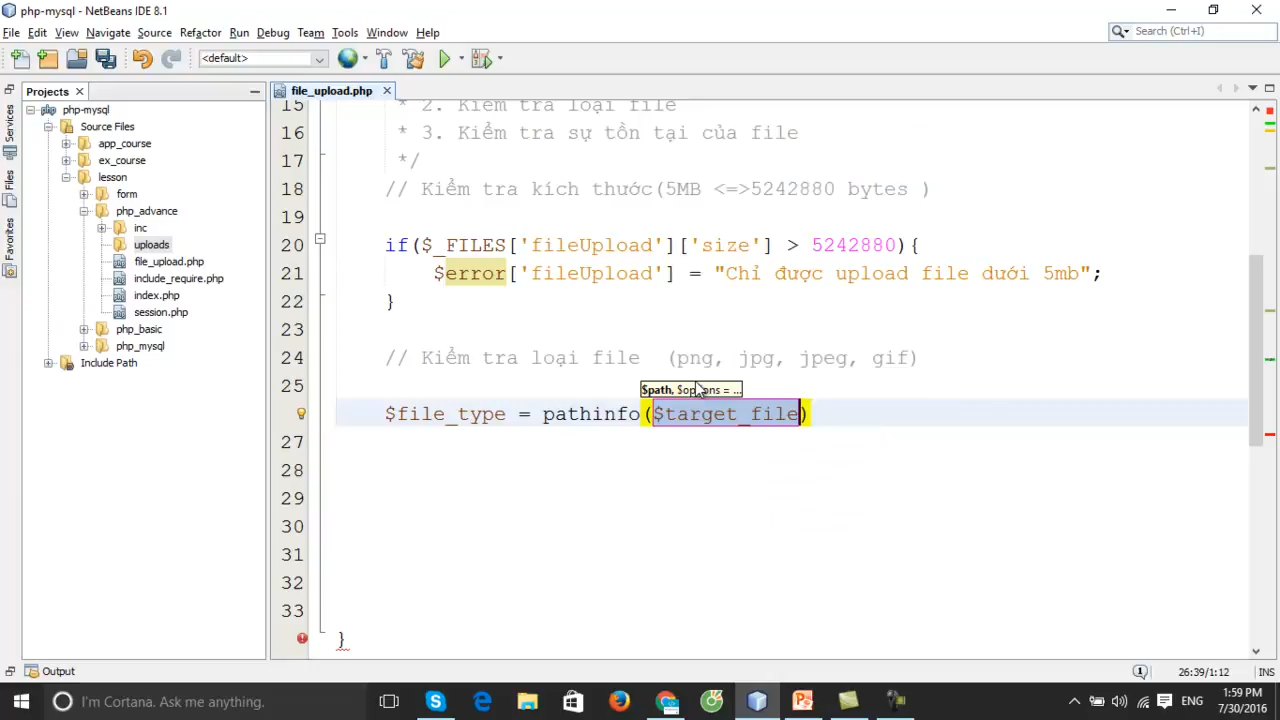 php-mysql - NetBeans IDE 8.1
File Edit View Navigate Source Refactor Run Debug Team Tools Window Help
Search (Ctrl+I)
<default>
Projects
file_upload.php
Services
Files
Favorites
php-mysql
Source Files
app_course
ex_course
lesson
form
php_advance
inc
uploads
file_upload.php
include_require.php
index.php
session.php
php_basic
php_mysql
Include Path
15 * 2. Kiểm tra loại file
16 * 3. Kiểm tra sự tồn tại của file
17 */
18 // Kiểm tra kích thước(5MB <=>5242880 bytes )
19
20 if($_FILES['fileUpload']['size'] > 5242880){
21 $error['fileUpload'] = "Chỉ được upload file dưới 5mb";
22 }
23
24 // Kiểm tra loại file (png, jpg, jpeg, gif)
25
$path, $options = ...
$file_type = pathinfo($target_file)
27
28
29
30
31
32
33
}
Output
1
26:39/1:12
INS
I'm Cortana. Ask me anything.
ENG
1:59 PM
7/30/2016